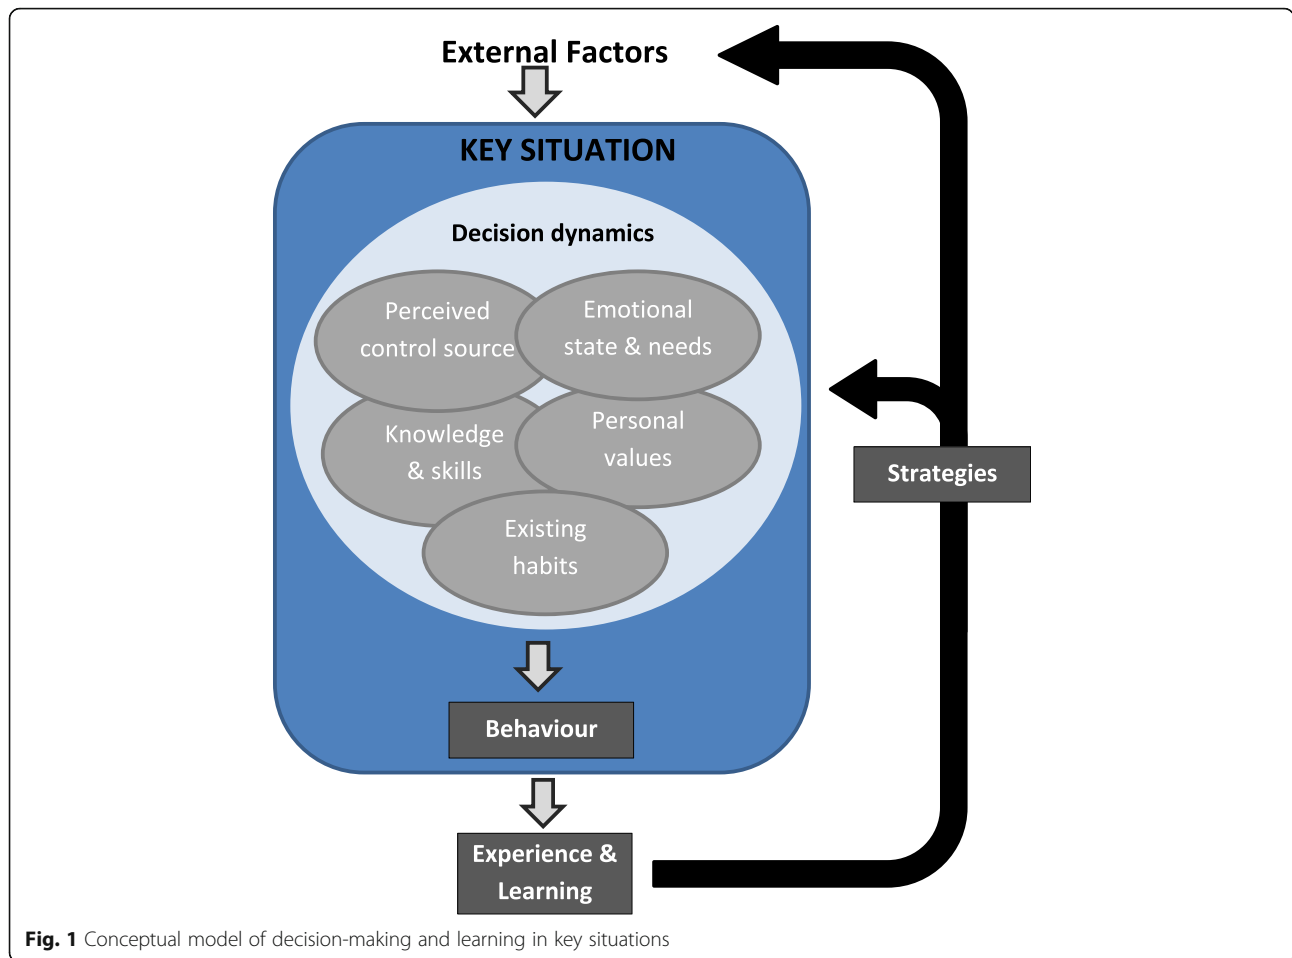 External Factors
KEY SITUATION
Decision dynamics
Perceived
control source
Emotional
state & needs
Knowledge
& skills
Personal
values
Existing
habits
Strategies
Behaviour
Experience &
Learning
Fig. 1 Conceptual model of decision-making and learning in key situations